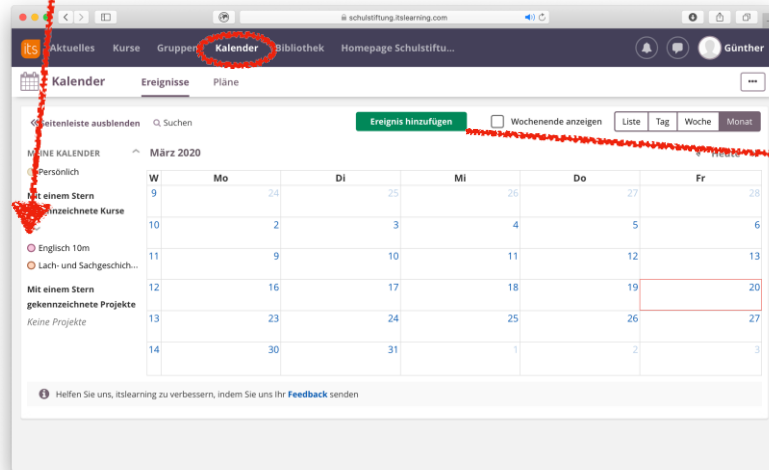 schulstiftung.itslearning.com
its Aktuelles Kurse Gruppen Kalender Bibliothek Homepage Schulstiftu... Günther
Kalender Ereignisse Pläne
Seitenleiste ausblenden Suchen Ereignis hinzufügen Wochenende anzeigen Liste Tag Woche Monat
MEINE KALENDER März 2020 Heute
Persönlich
W Mo Di Mi Do Fr
Mit einem Stern
gekennzeichnete Kurse
9 24 25 26 27 28
10 2 3 4 5 6
Englisch 10m
Lach- und Sachgeschich...
11 9 10 11 12 13
Mit einem Stern
gekennzeichnete Projekte
Keine Projekte
12 16 17 18 19 20
13 23 24 25 26 27
14 30 31 1 2 3
Helfen Sie uns, itslearning zu verbessern, indem Sie uns Ihr Feedback senden